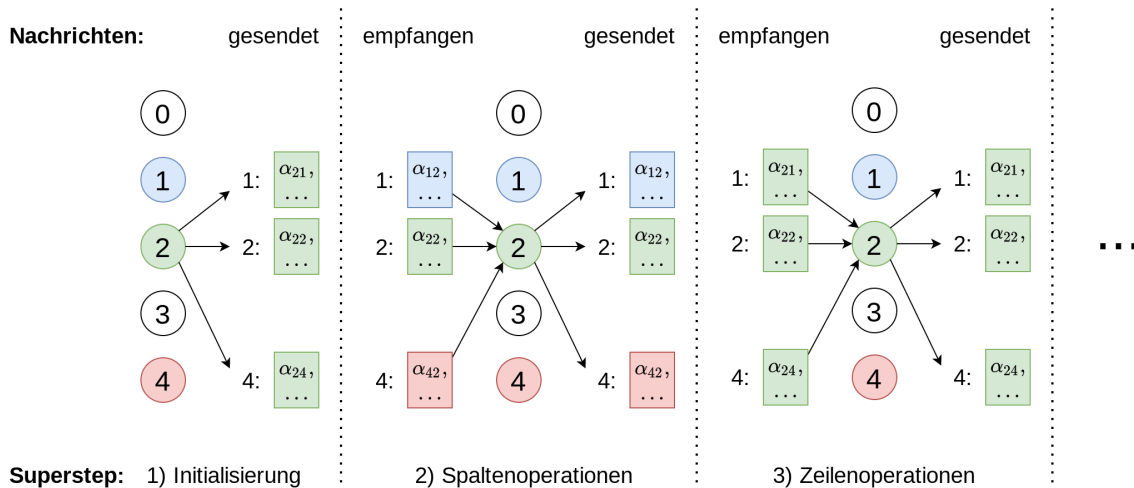 Nachrichten: gesendet empfangen gesendet empfangen gesendet
0 0 0
1 1: α21, ... 1: α12, ... 1 1: α12, ... 1: α21, ... 1 1: α21, ...
2 2: α22, ... 2: α22, ... 2 2: α22, ... 2: α22, ... 2 2: α22, ... ...
3 3 3
4 4: α24, ... 4: α42, ... 4 4: α42, ... 4: α24, ... 4 4: α24, ...
Superstep: 1) Initialisierung 2) Spaltenoperationen 3) Zeilenoperationen